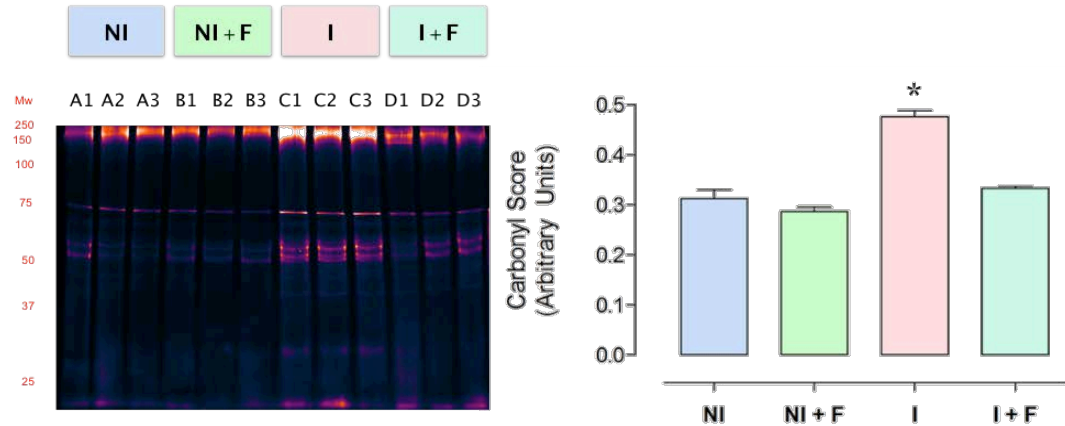 NI NI + F I I + F
Mw A1 A2 A3 B1 B2 B3 C1 C2 C3 D1 D2 D3
250
150
100
75
50
37
25
Carbonyl Score
(Arbitrary Units)
*
0.5
0.4
0.3
0.2
0.1
0.0
NI NI + F I I + F